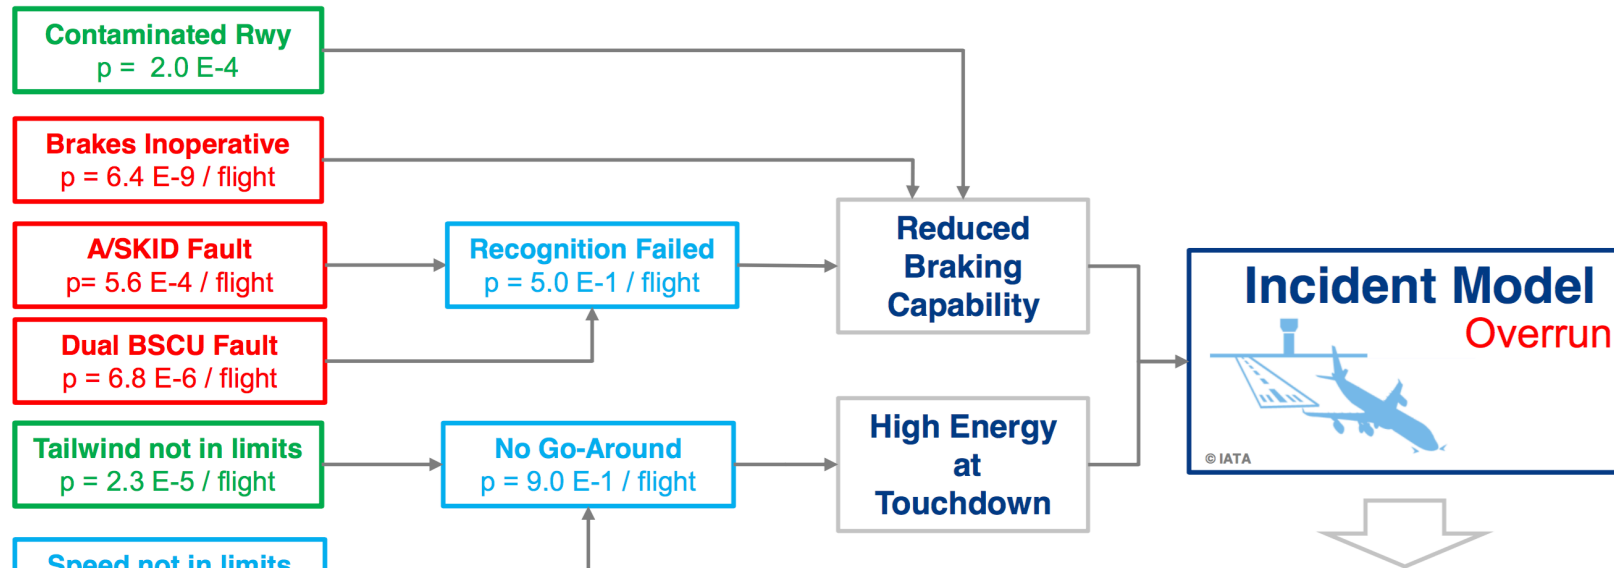 Contaminated Rwy
p =  2.0 E-4
Brakes Inoperative
p = 6.4 E-9 / flight
A/SKID Fault
p= 5.6 E-4 / flight
Recognition Failed
p = 5.0 E-1 / flight
Reduced
Braking
Capability
Incident Model
Overrun
Dual BSCU Fault
p = 6.8 E-6 / flight
Tailwind not in limits
p = 2.3 E-5 / flight
No Go-Around
p = 9.0 E-1 / flight
High Energy
at
Touchdown
© IATA
Speed not in limits